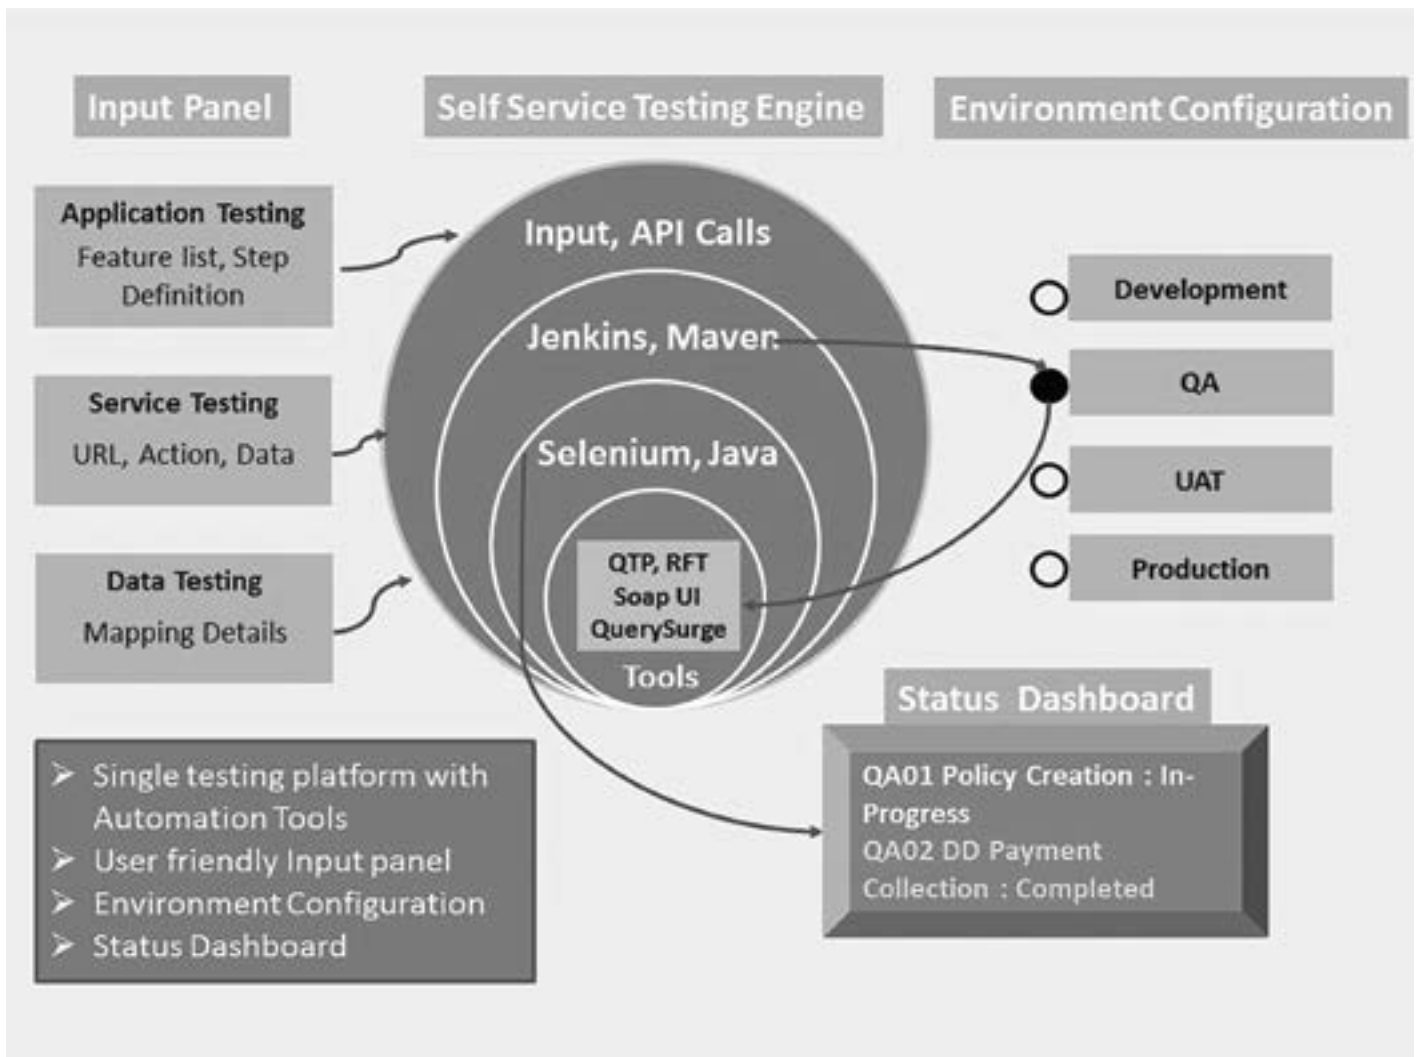 Input Panel
Self Service Testing Engine
Environment Configuration
Application Testing
Feature list, Step
Definition
Service Testing
URL, Action, Data
Data Testing
Mapping Details
Input, API Calls
Jenkins, Maven
Selenium, Java
QTP, RFT
Soap UI
QuerySurge
Tools
Development
QA
UAT
Production
Status Dashboard
QA01 Policy Creation : In-
Progress
QA02 DD Payment
Collection : Completed
➢ Single testing platform with
Automation Tools
➢ User friendly Input panel
➢ Environment Configuration
➢ Status Dashboard